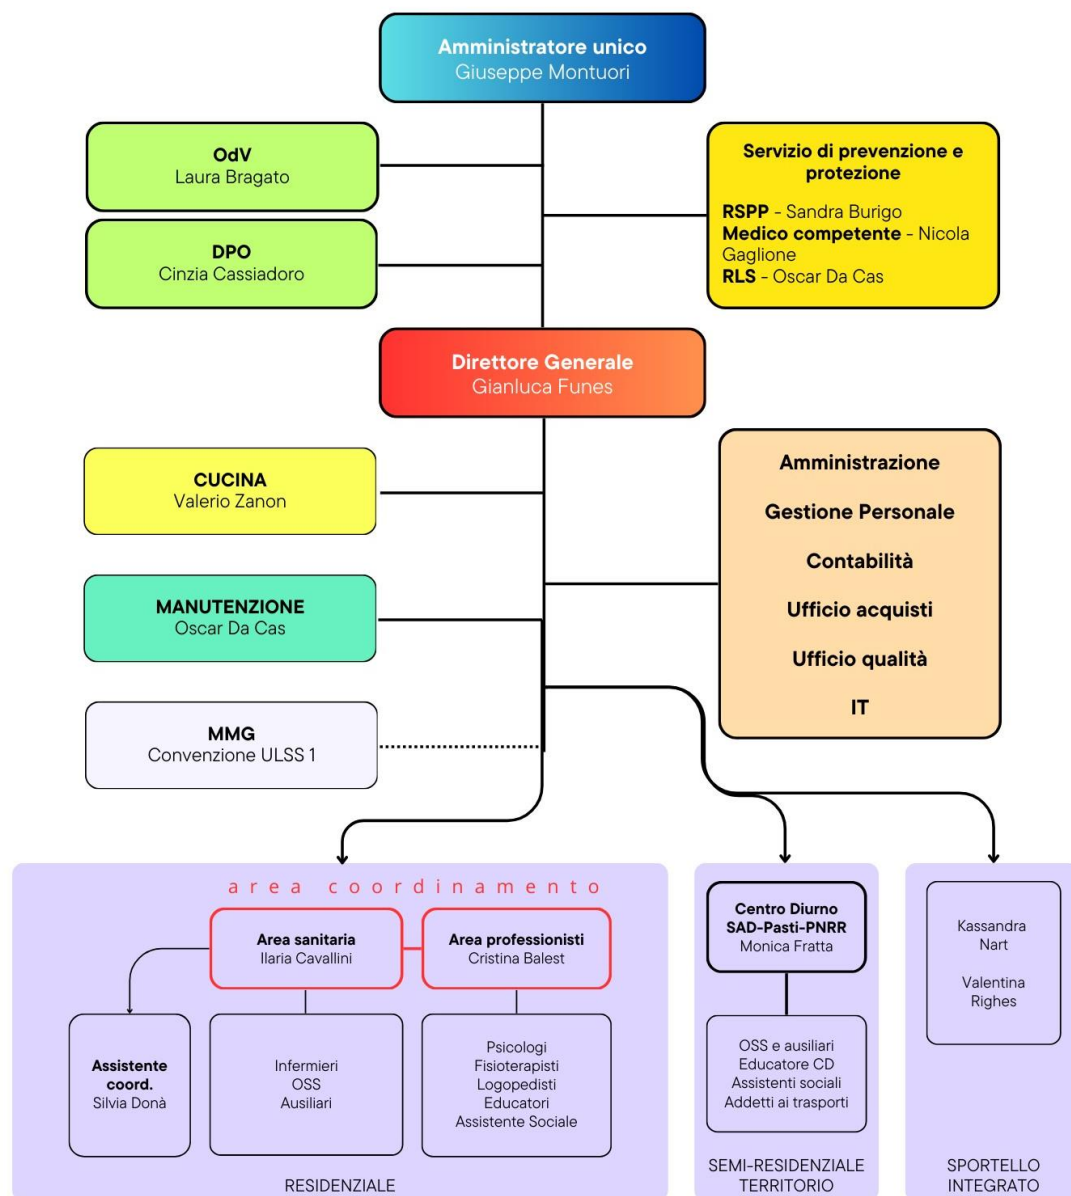 Amministratore unico
Giuseppe Montuori
OdV
Laura Bragato
DPO
Cinzia Cassiadoro
Servizio di prevenzione e
protezione
RSPP - Sandra Burigo
Medico competente - Nicola
Gaglione
RLS - Oscar Da Cas
Direttore Generale
Gianluca Funes
CUCINA
Valerio Zanon
MANUTENZIONE
Oscar Da Cas
MMG
Convenzione ULSS 1
Amministrazione
Gestione Personale
Contabilità
Ufficio acquisti
Ufficio qualità
IT
area coordinamento
Area sanitaria
Ilaria Cavallini
Area professionisti
Cristina Balest
Assistente
coord.
Silvia Donà
Infermieri
OSS
Ausiliari
Psicologi
Fisioterapisti
Logopedisti
Educatori
Assistente Sociale
RESIDENZIALE
Centro Diurno
SAD-Pasti-PNRR
Monica Fratta
OSS e ausiliari
Educatore CD
Assistenti sociali
Addetti ai trasporti
SEMI-RESIDENZIALE
TERRITORIO
Kassandra
Nart
Valentina
Righes
SPORTELLO
INTEGRATO